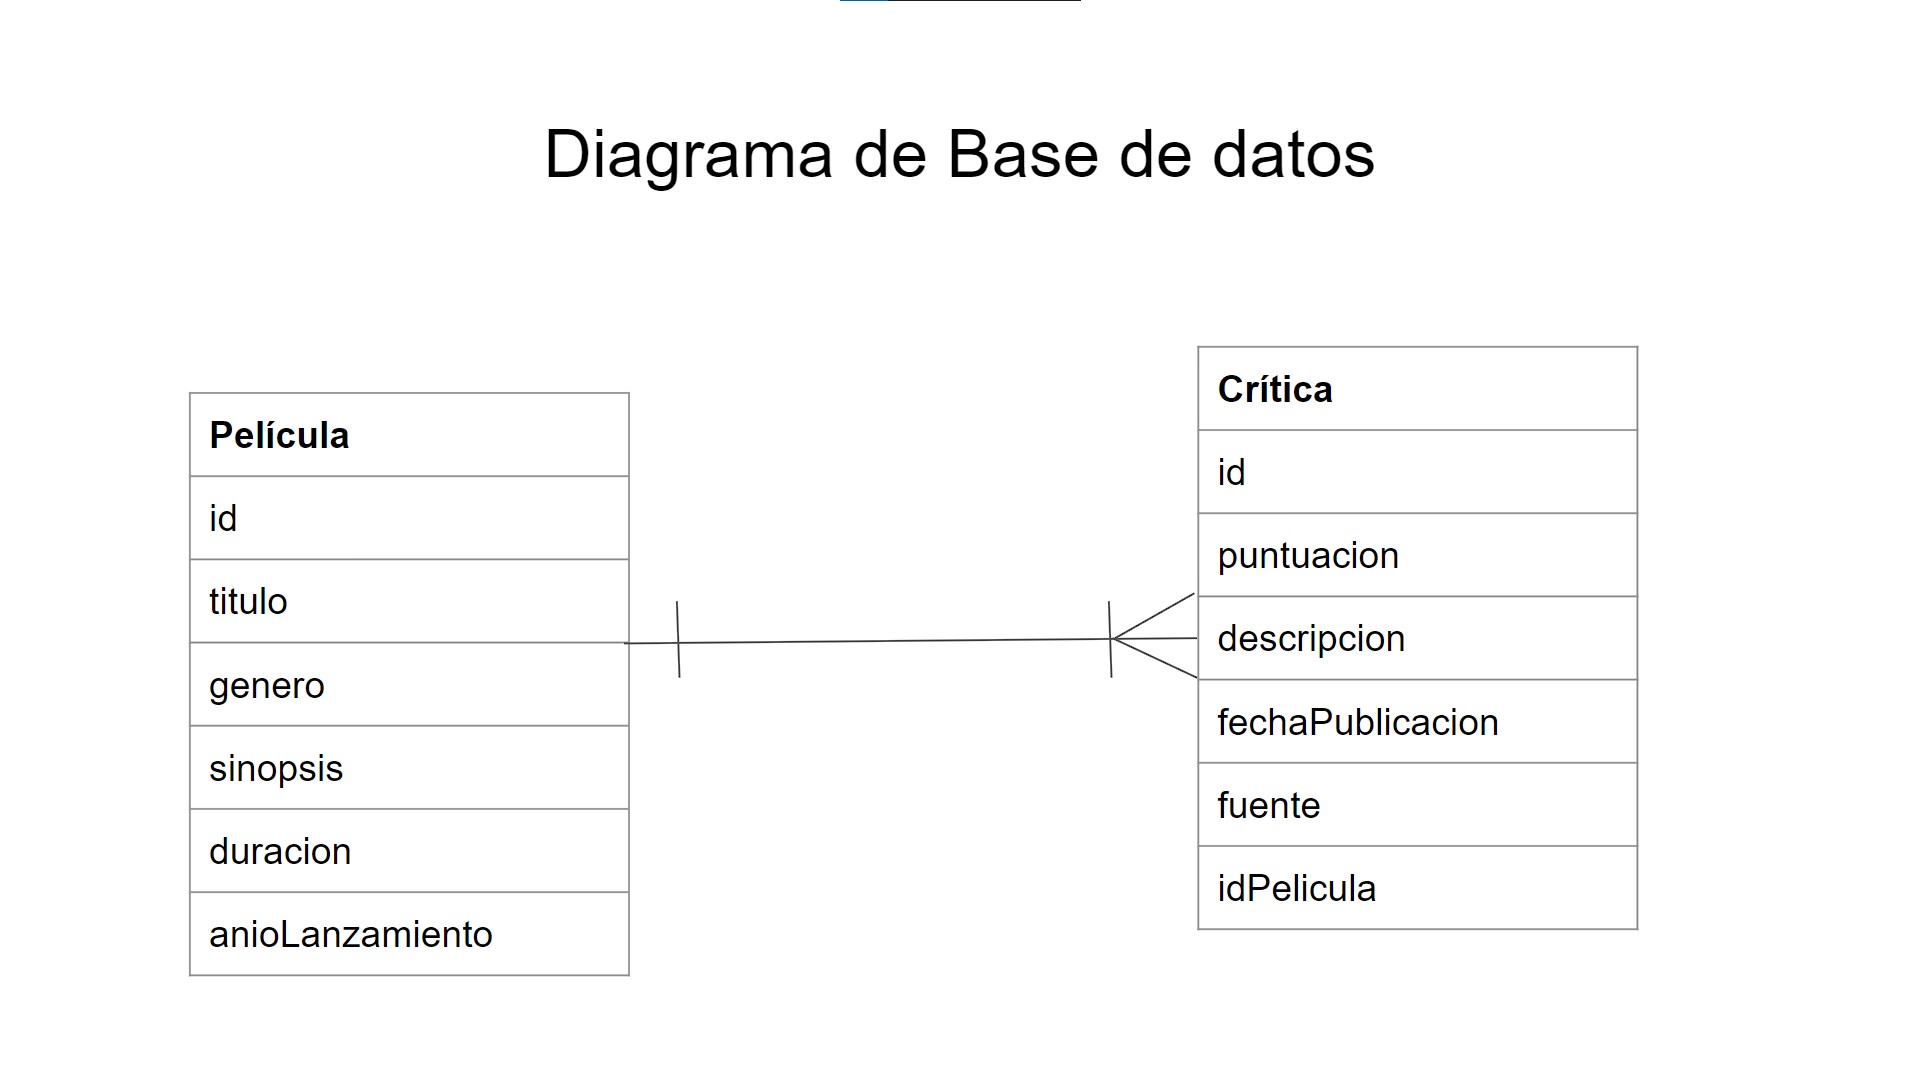 Diagrama de Base de datos
Película
id
titulo
genero
sinopsis
duracion
anioLanzamiento
Crítica
id
puntuacion
descripcion
fechaPublicacion
fuente
idPelicula